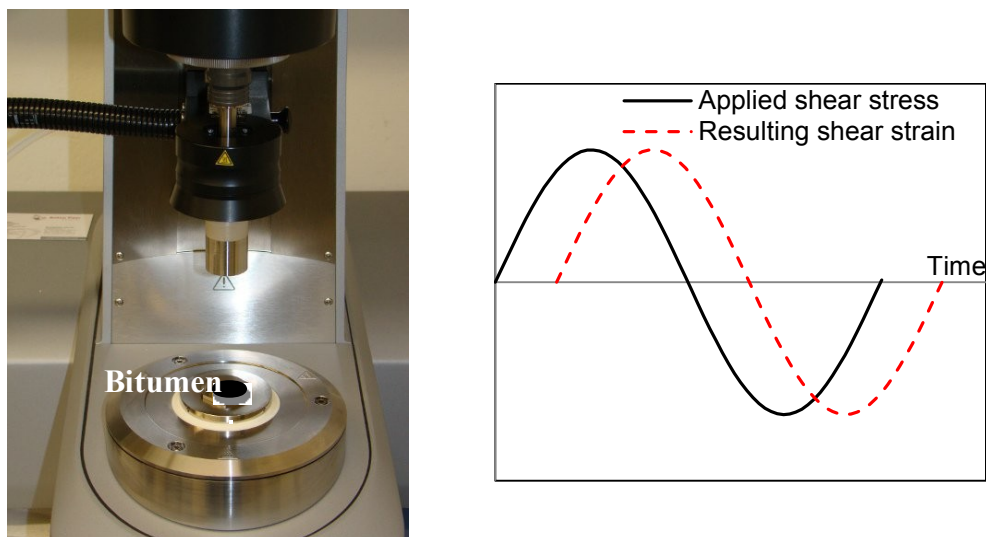 Bitumen
Applied shear stress
Resulting shear strain
Time